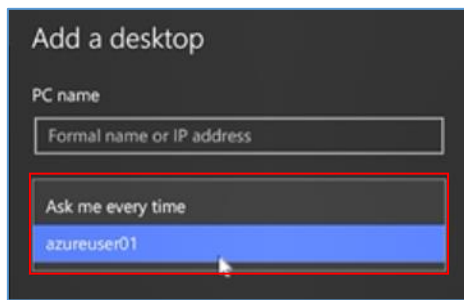 Add a desktop
PC name
Formal name or IP address
Ask me every time
azureuser01